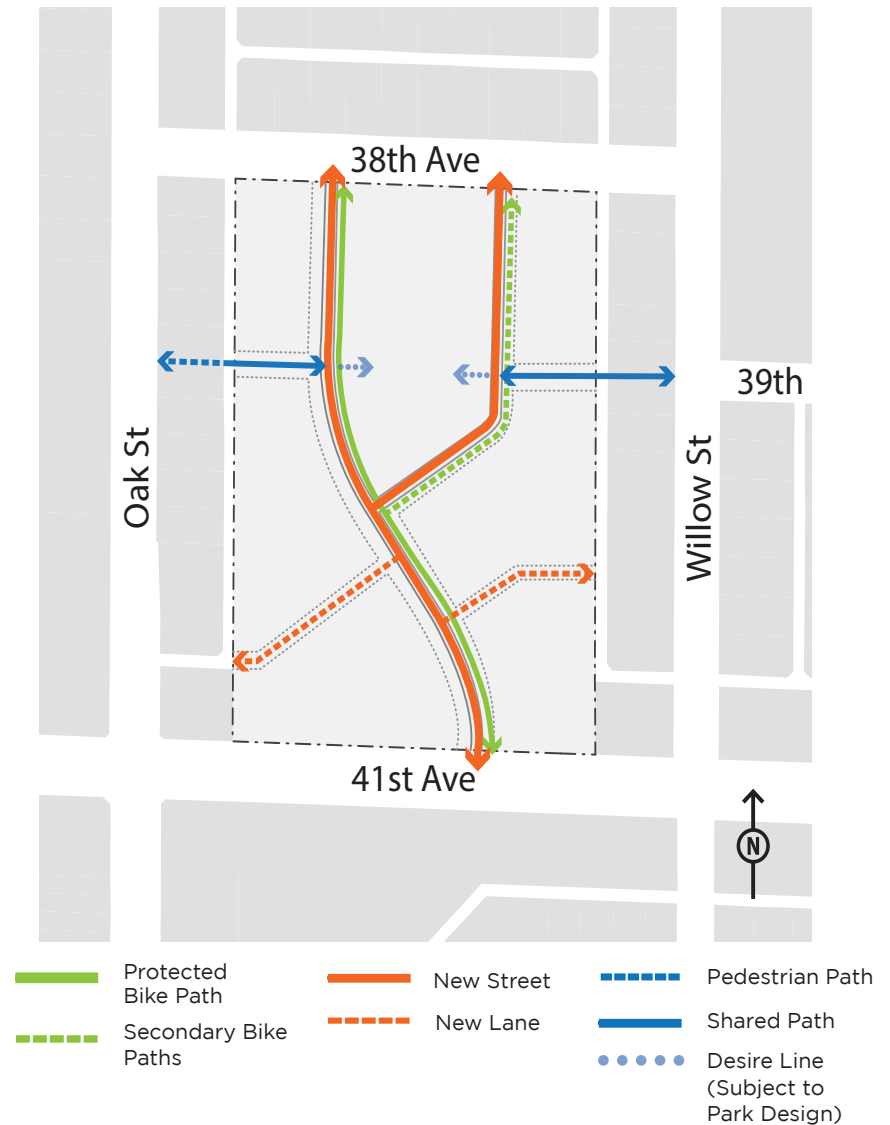 38th Ave
39th
Oak St
Willow St
41st Ave
N
Protected
Bike Path
Secondary Bike
Paths
New Street
New Lane
Pedestrian Path
Shared Path
Desire Line
(Subject to
Park Design)